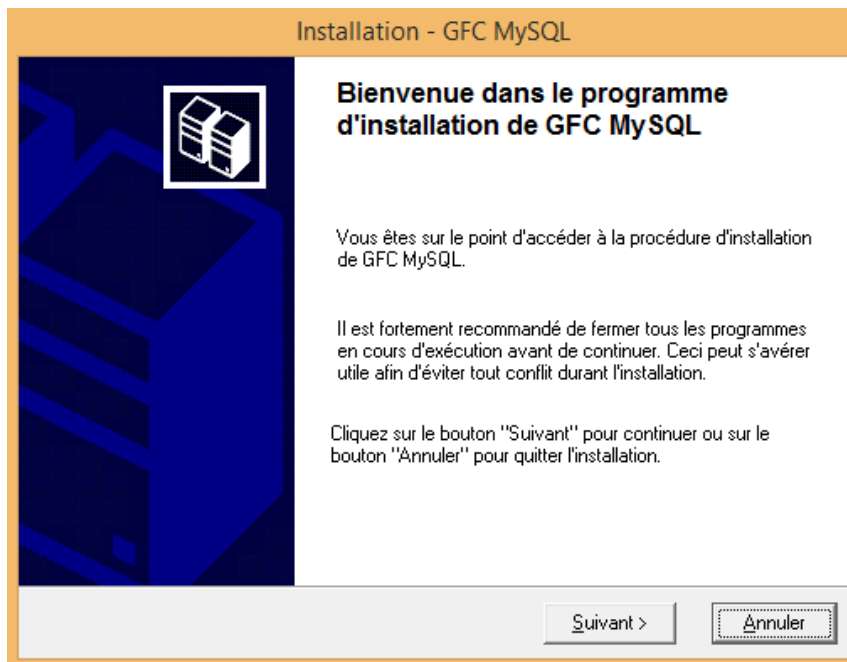 Installation - GFC MySQL
Bienvenue dans le programme
d'installation de GFC MySQL
Vous êtes sur le point d'accéder à la procédure d'installation
de GFC MySQL.
Il est fortement recommandé de fermer tous les programmes
en cours d'exécution avant de continuer. Ceci peut s'avérer
utile afin d'éviter tout conflit durant l'installation.
Cliquez sur le bouton "Suivant" pour continuer ou sur le
bouton "Annuler" pour quitter l'installation.
Suivant >
Annuler